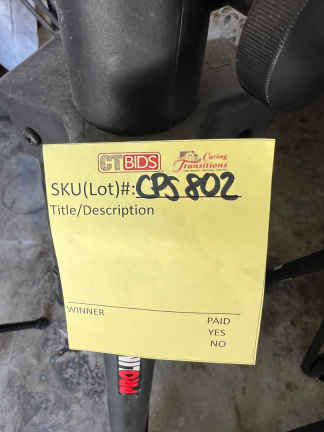 CTBIDS
Caring
Transitions
SKU(Lot)#: CPS 802
Title/Description
WINNER
PAID
YES
NO